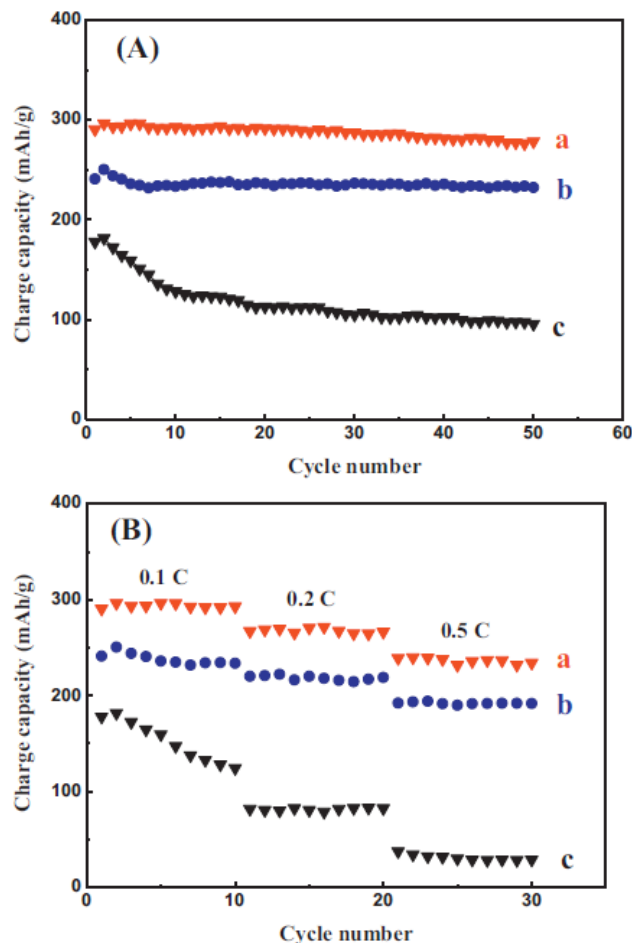 400
(A)
300
a
b
200
100
c
0
0 10 20 30 40 50 60
Charge capacity (mAh/g)
Cycle number
400
(B)
0.1 C
0.2 C
300
0.5 C
a
200
b
100
c
0
0 10 20 30
Charge capacity (mAh/g)
Cycle number